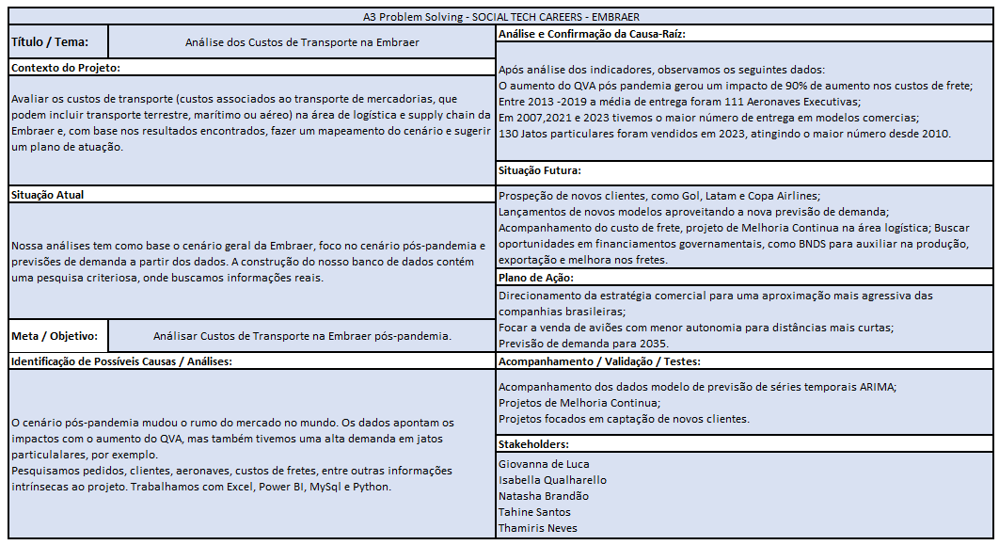 A3 Problem Solving - SOCIAL TECH CAREERS - EMBRAER
Título / Tema:
Análise dos Custos de Transporte na Embraer
Contexto do Projeto:
Avaliar os custos de transporte (custos associados ao transporte de mercadorias, que
podem incluir transporte terrestre, marítimo ou aéreo) na área de logística e supply chain da
Embraer e, com base nos resultados encontrados, fazer um mapeamento do cenário e sugerir
um plano de atuação.
Situação Atual
Nossa análises tem como base o cenário geral da Embraer, foco no cenário pós-pandemia e
previsões de demanda a partir dos dados. A construção do nosso banco de dados contém
uma pesquisa criteriosa, onde buscamos informações reais.
Meta / Objetivo:
Análisar Custos de Transporte na Embraer pós-pandemia.
Identificação de Possíveis Causas / Análises:
O cenário pós-pandemia mudou o rumo do mercado no mundo. Os dados apontam os
impactos com o aumento do QVA, mas também tivemos uma alta demanda em jatos
particulalares, por exemplo.
Pesquisamos pedidos, clientes, aeronaves, custos de fretes, entre outras informações
intrínsecas ao projeto. Trabalhamos com Excel, Power BI, MySql e Python.
Análise e Confirmação da Causa-Raíz:
Após análise dos indicadores, observamos os seguintes dados:
O aumento do QVA pós pandemia gerou um impacto de 90% de aumento nos custos de frete;
Entre 2013 -2019 a média de entrega foram 111 Aeronaves Executivas;
Em 2007,2021 e 2023 tivemos o maior número de entrega em modelos comercias;
130 Jatos particulares foram vendidos em 2023, atingindo o maior número desde 2010.
Situação Futura:
Prospeção de novos clientes, como Gol, Latam e Copa Airlines;
Lançamentos de novos modelos aproveitando a nova previsão de demanda;
Acompanhamento do custo de frete, projeto de Melhoria Continua na área logística; Buscar
oportunidades em financiamentos governamentais, como BNDS para auxiliar na produção,
exportação e melhora nos fretes.
Plano de Ação:
Direcionamento da estratégia comercial para uma aproximação mais agressiva das
companhias brasileiras;
Focar a venda de aviões com menor autonomia para distâncias mais curtas;
Previsão de demanda para 2035.
Acompanhamento / Validação / Testes:
Acompanhamento dos dados modelo de previsão de séries temporais ARIMA;
Projetos de Melhoria Continua;
Projetos focados em captação de novos clientes.
Stakeholders:
Giovanna de Luca
Isabella Qualharello
Natasha Brandão
Tahine Santos
Thamiris Neves